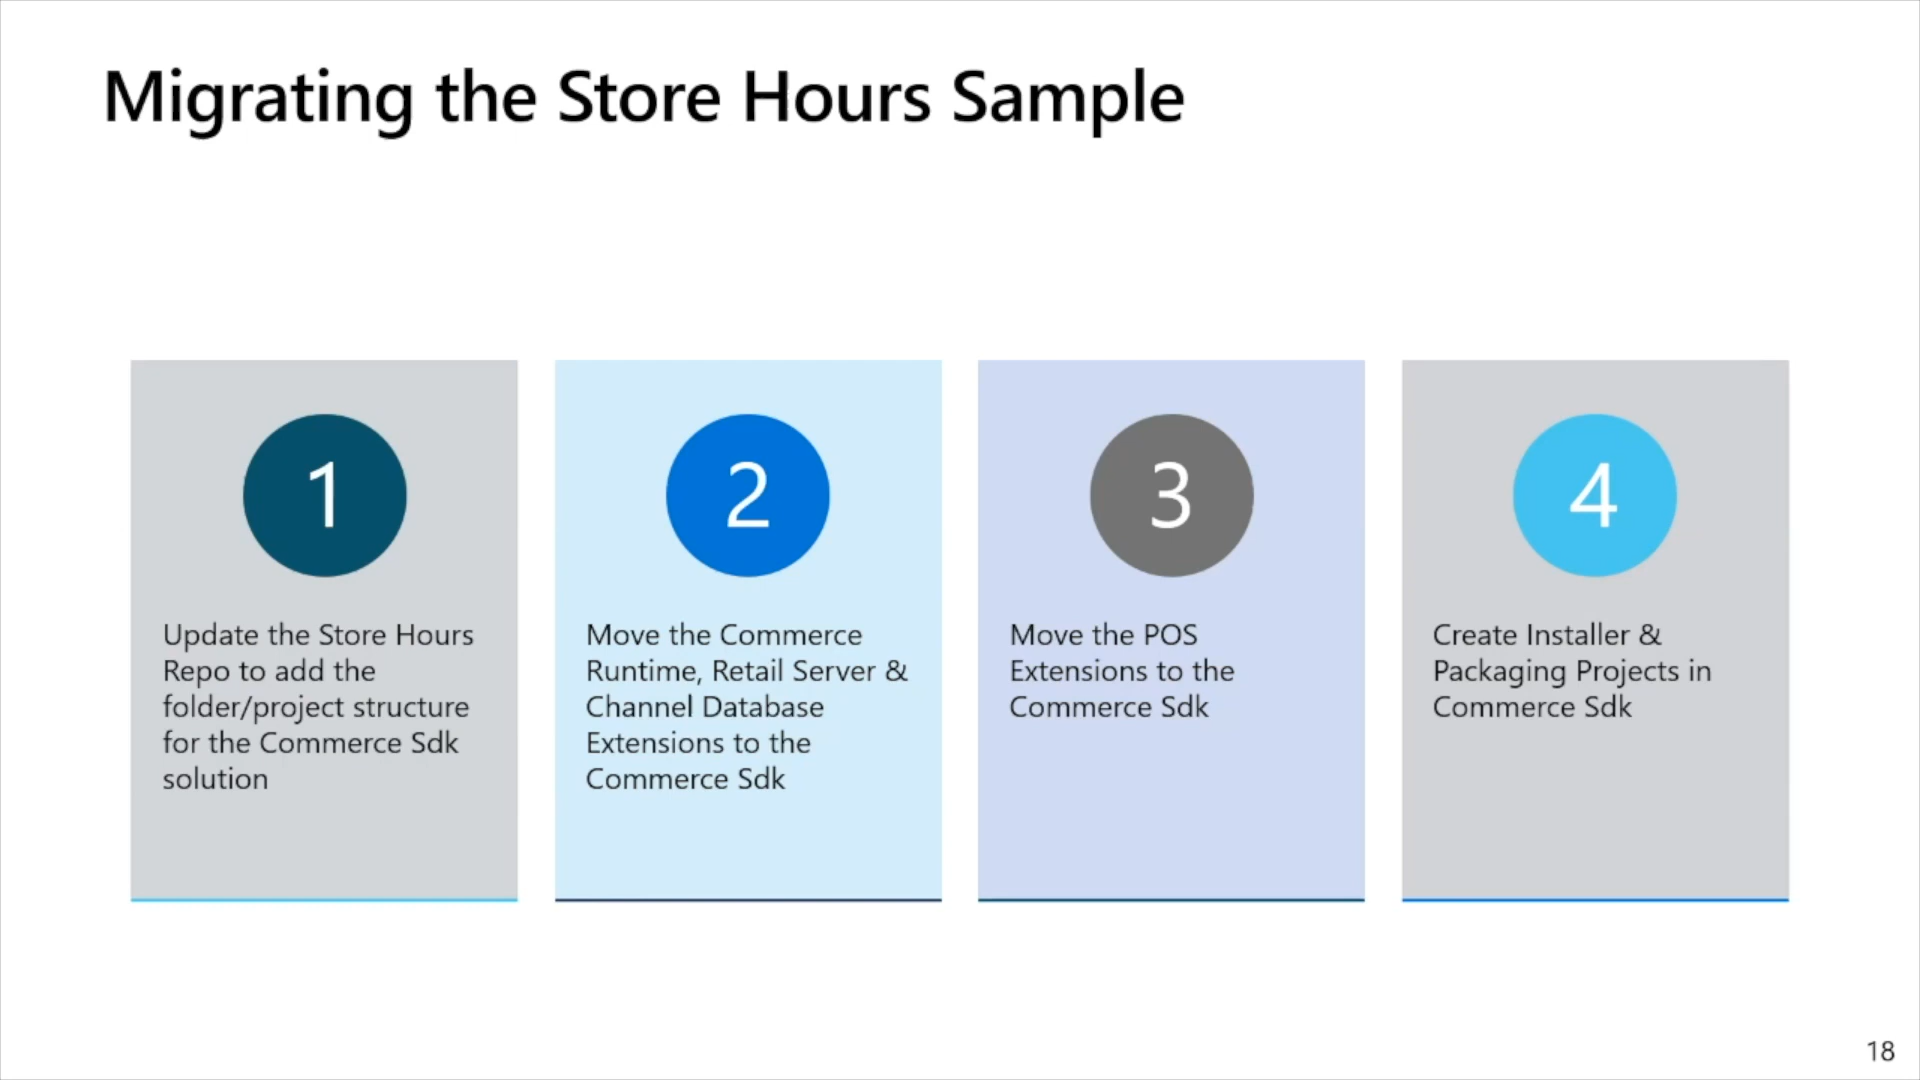 Migrating the Store Hours Sample
1
Update the Store Hours
Repo to add the
folder/project structure
for the Commerce Sdk
solution
2
Move the Commerce
Runtime, Retail Server &
Channel Database
Extensions to the
Commerce Sdk
3
Move the POS
Extensions to the
Commerce Sdk
4
Create Installer &
Packaging Projects in
Commerce Sdk
18